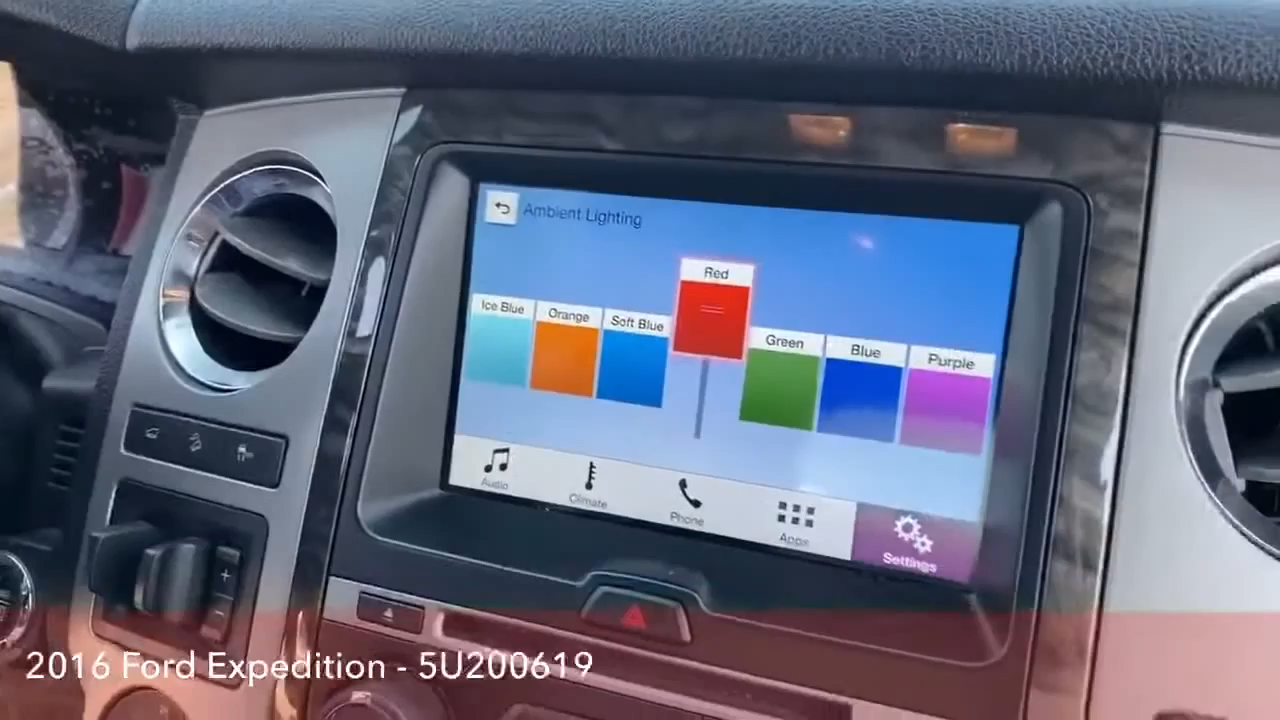 Ambient Lighting
Red
Ice Blue
Orange
Soft Blue
Green
Blue
Purple
Audio
Climate
Phone
Apps
Settings
+
-
2016 Ford Expedition - 5U200619